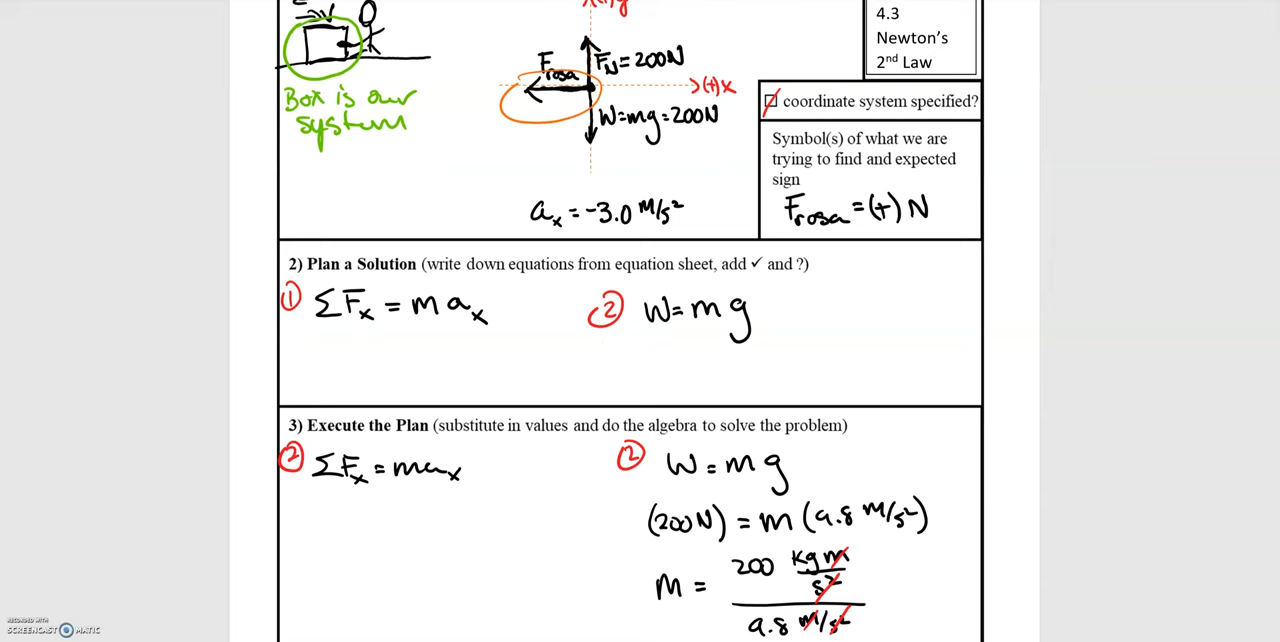 4.3
Newton's
2nd Law
Frosa
FN = 200N
(+)x
W=mg=200N
Box is our
system
coordinate system specified?
Symbol(s) of what we are
trying to find and expected
sign
Frosa = (+) N
ax = -3.0 m/s²
2) Plan a Solution (write down equations from equation sheet, add ✓ and ?)
① ΣFx = max
② W=mg
3) Execute the Plan (substitute in values and do the algebra to solve the problem)
② ΣFx = max
② W = mg
(200N) = m (9.8 m/s²)
m = 200 kg m/s² / 9.8 m/s²
RECORDED WITH
SCREENCAST O MATIC